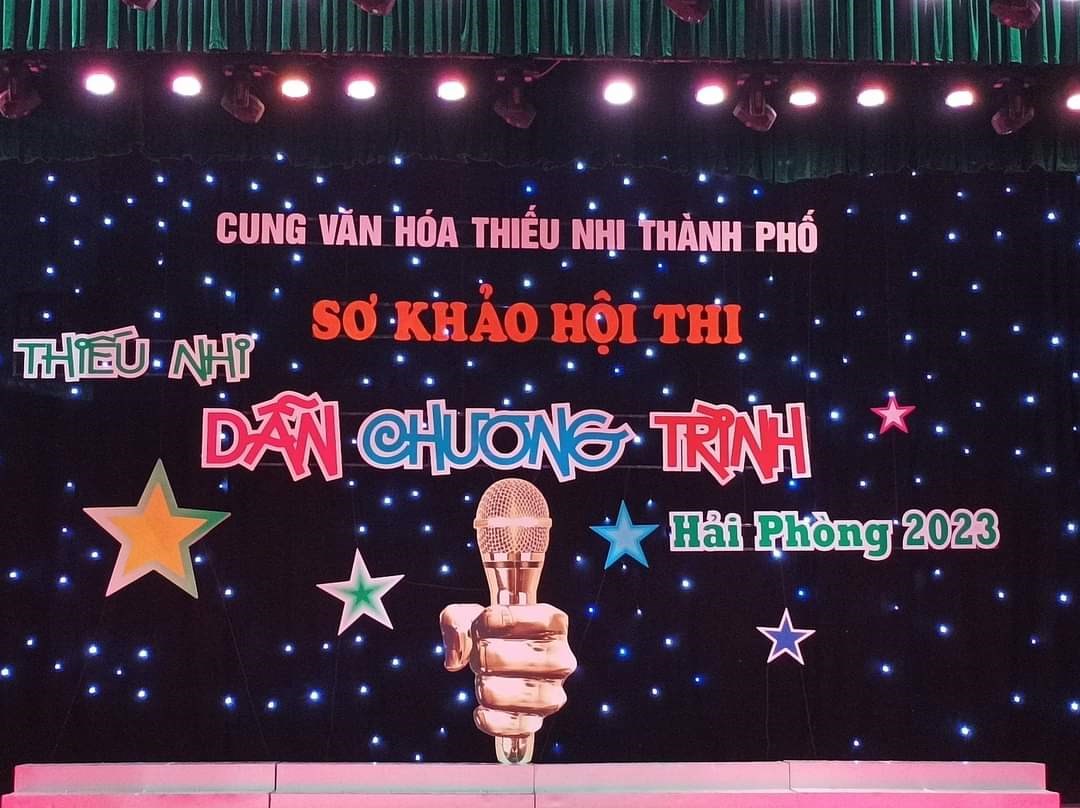 CUNG VĂN HÓA THIẾU NHI THÀNH PHỐ
SƠ KHẢO HỘI THI
THIẾU NHI
DẪN CHƯƠNG TRÌNH
Hải Phòng 2023